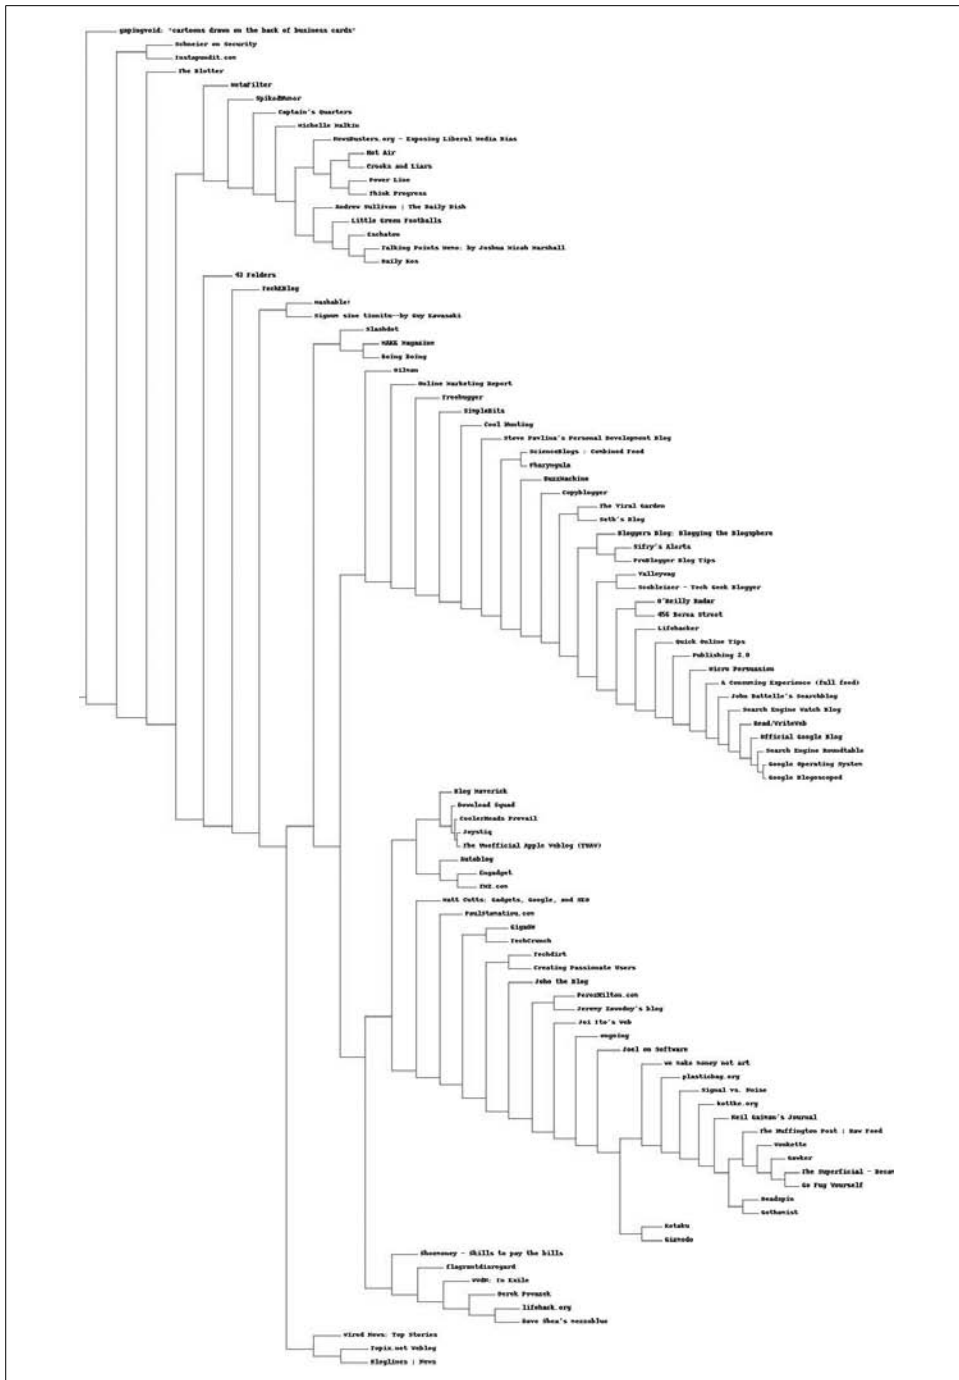 gapingvoid: "cartoons drawn on the back of business cards"
Schneier on Security
Instapundit.com
The Blotter
MetaFilter
SpikedHumor
Captain's Quarters
Michelle Malkin
NewsBusters.org - Exposing Liberal Media Bias
Hot Air
Crooks and Liars
Power Line
Think Progress
Andrew Sullivan | The Daily Dish
Little Green Footballs
Eschaton
Talking Points Memo: by Joshua Micah Marshall
Daily Kos
43 Folders
TechEBlog
Mashable!
Signum sine tinnitu--by Guy Kawasaki
Slashdot
MAKE Magazine
Boing Boing
Oilman
Online Marketing Report
Treehugger
SimpleBits
Cool Hunting
Steve Pavlina's Personal Development Blog
ScienceBlogs : Combined Feed
Pharyngula
BuzzMachine
Copyblogger
The Viral Garden
Seth's Blog
Bloggers Blog: Blogging the Blogsphere
Sifry's Alerts
ProBlogger Blog Tips
Valleywag
Scobleizer - Tech Geek Blogger
O'Reilly Radar
456 Berea Street
Lifehacker
Quick Online Tips
Publishing 2.0
Micro Persuasion
A Consuming Experience (full feed)
John Battelle's Searchblog
Search Engine Watch Blog
Read/WriteWeb
Official Google Blog
Search Engine Roundtable
Google Operating System
Google Blogoscoped
Blog Maverick
Download Squad
CoolerHeads Prevail
Joystiq
The Unofficial Apple Weblog (TUAW)
Autoblog
Engadget
TMZ.com
Matt Cutts: Gadgets, Google, and SEO
PaulStamatiou.com
GigaOM
TechCrunch
Techdirt
Creating Passionate Users
John the Blog
PerezHilton.com
Jeremy Zawodny's blog
Joi Ito's Web
ongoing
Joel on Software
we make money not art
plasticbag.org
Signal vs. Noise
kottke.org
Neil Gaiman's Journal
The Huffington Post | Raw Feed
Wonkette
Gawker
The Superficial - Becau
Go Fug Yourself
Deadspin
Gothamist
Kotaku
Gizmodo
Shoemoney - Skills to pay the bills
flagrantdisregard
WWdN: In Exile
Derek Powazek
lifehack.org
Dave Shea's mezzoblue
Wired News: Top Stories
Topix.net Weblog
Bloglines | News